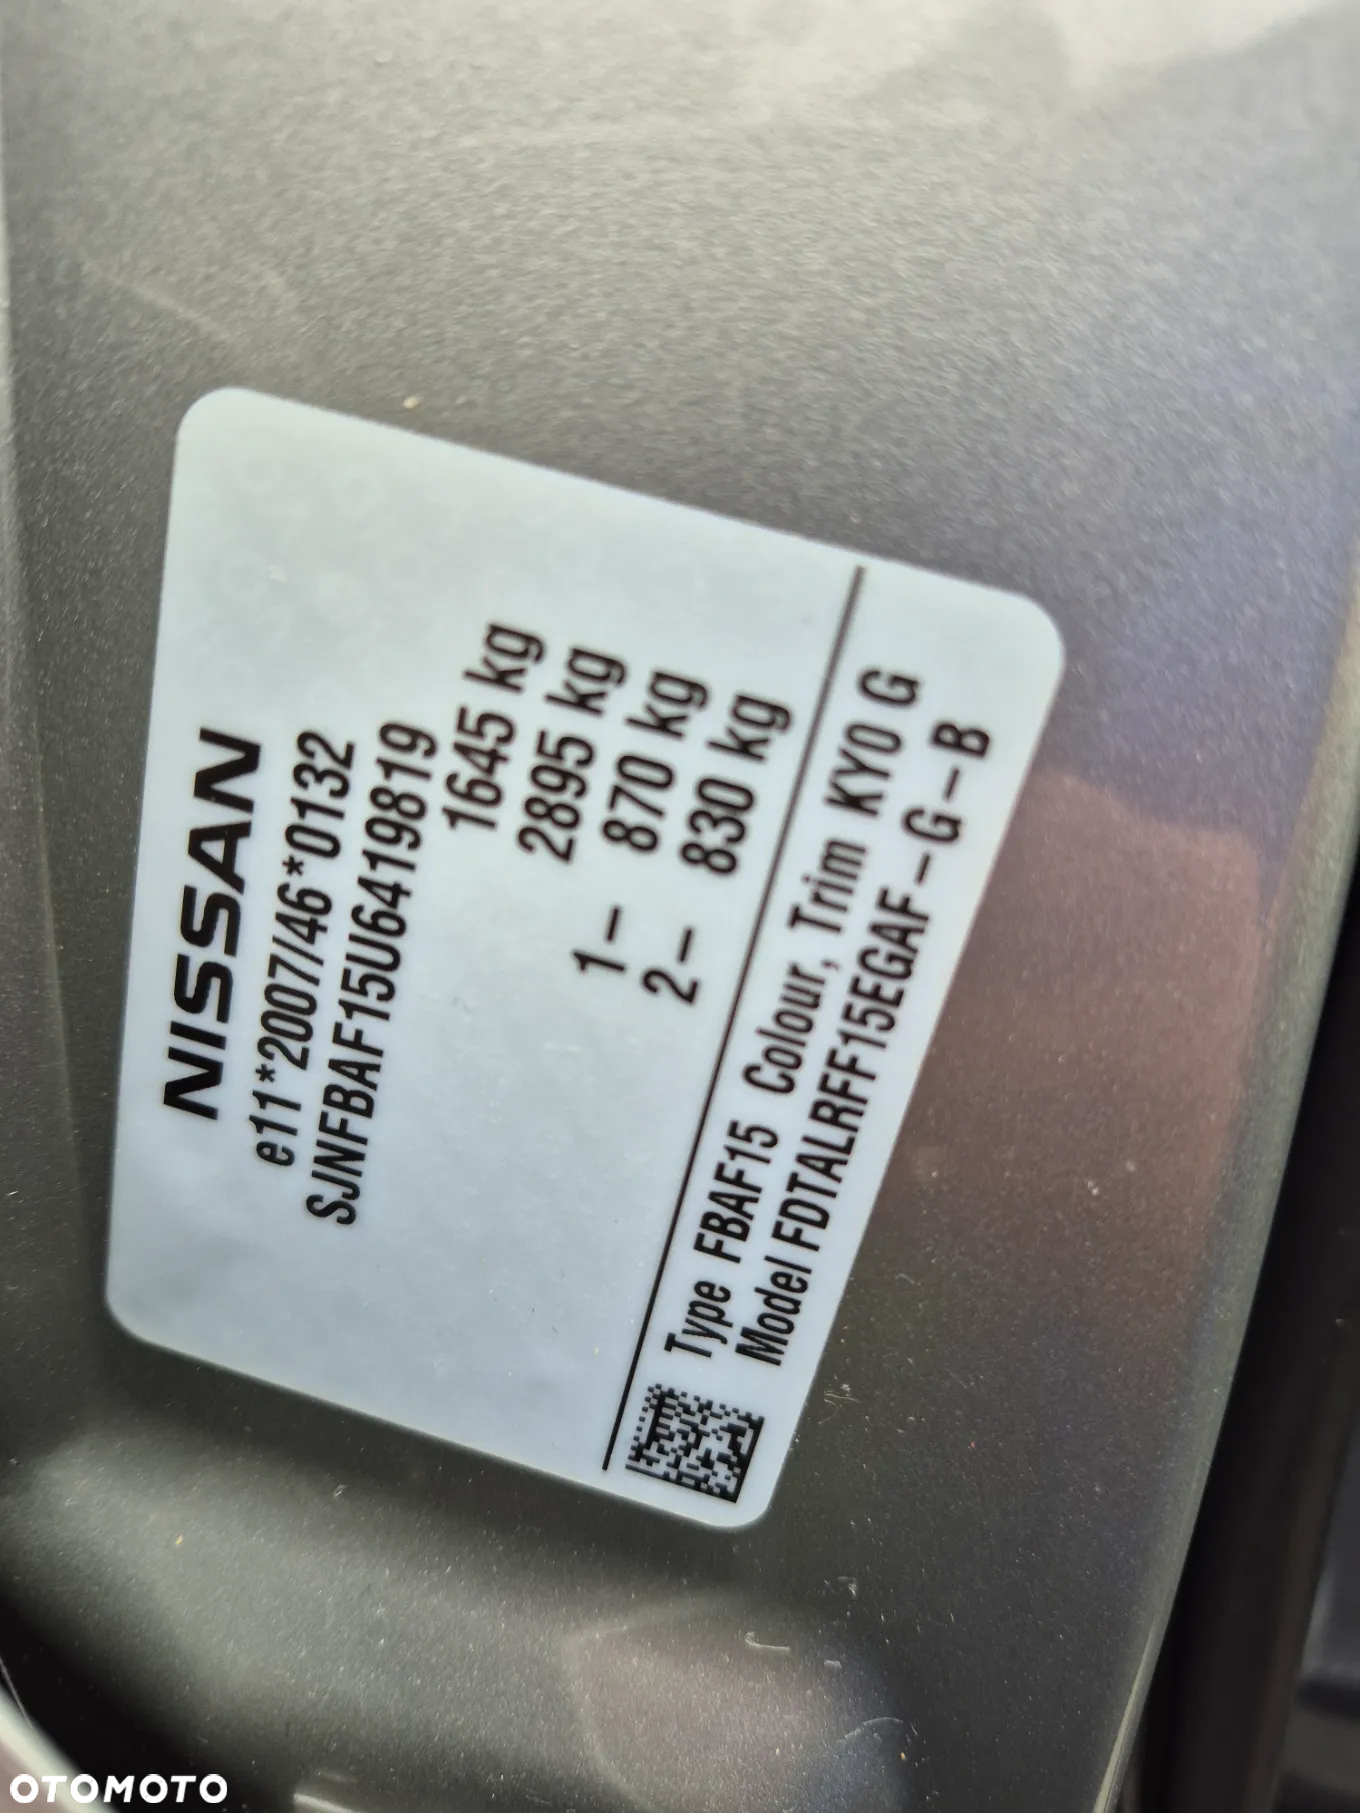 NISSAN
e11*2007/46*0132
SJNFBAF15U6419819
1645 kg
2895 kg
1- 870 kg
2- 830 kg
Type FBAF15 Colour, Trim KY0 G
Model FDTALRFF15EGAF-G-B
OTOMOTO